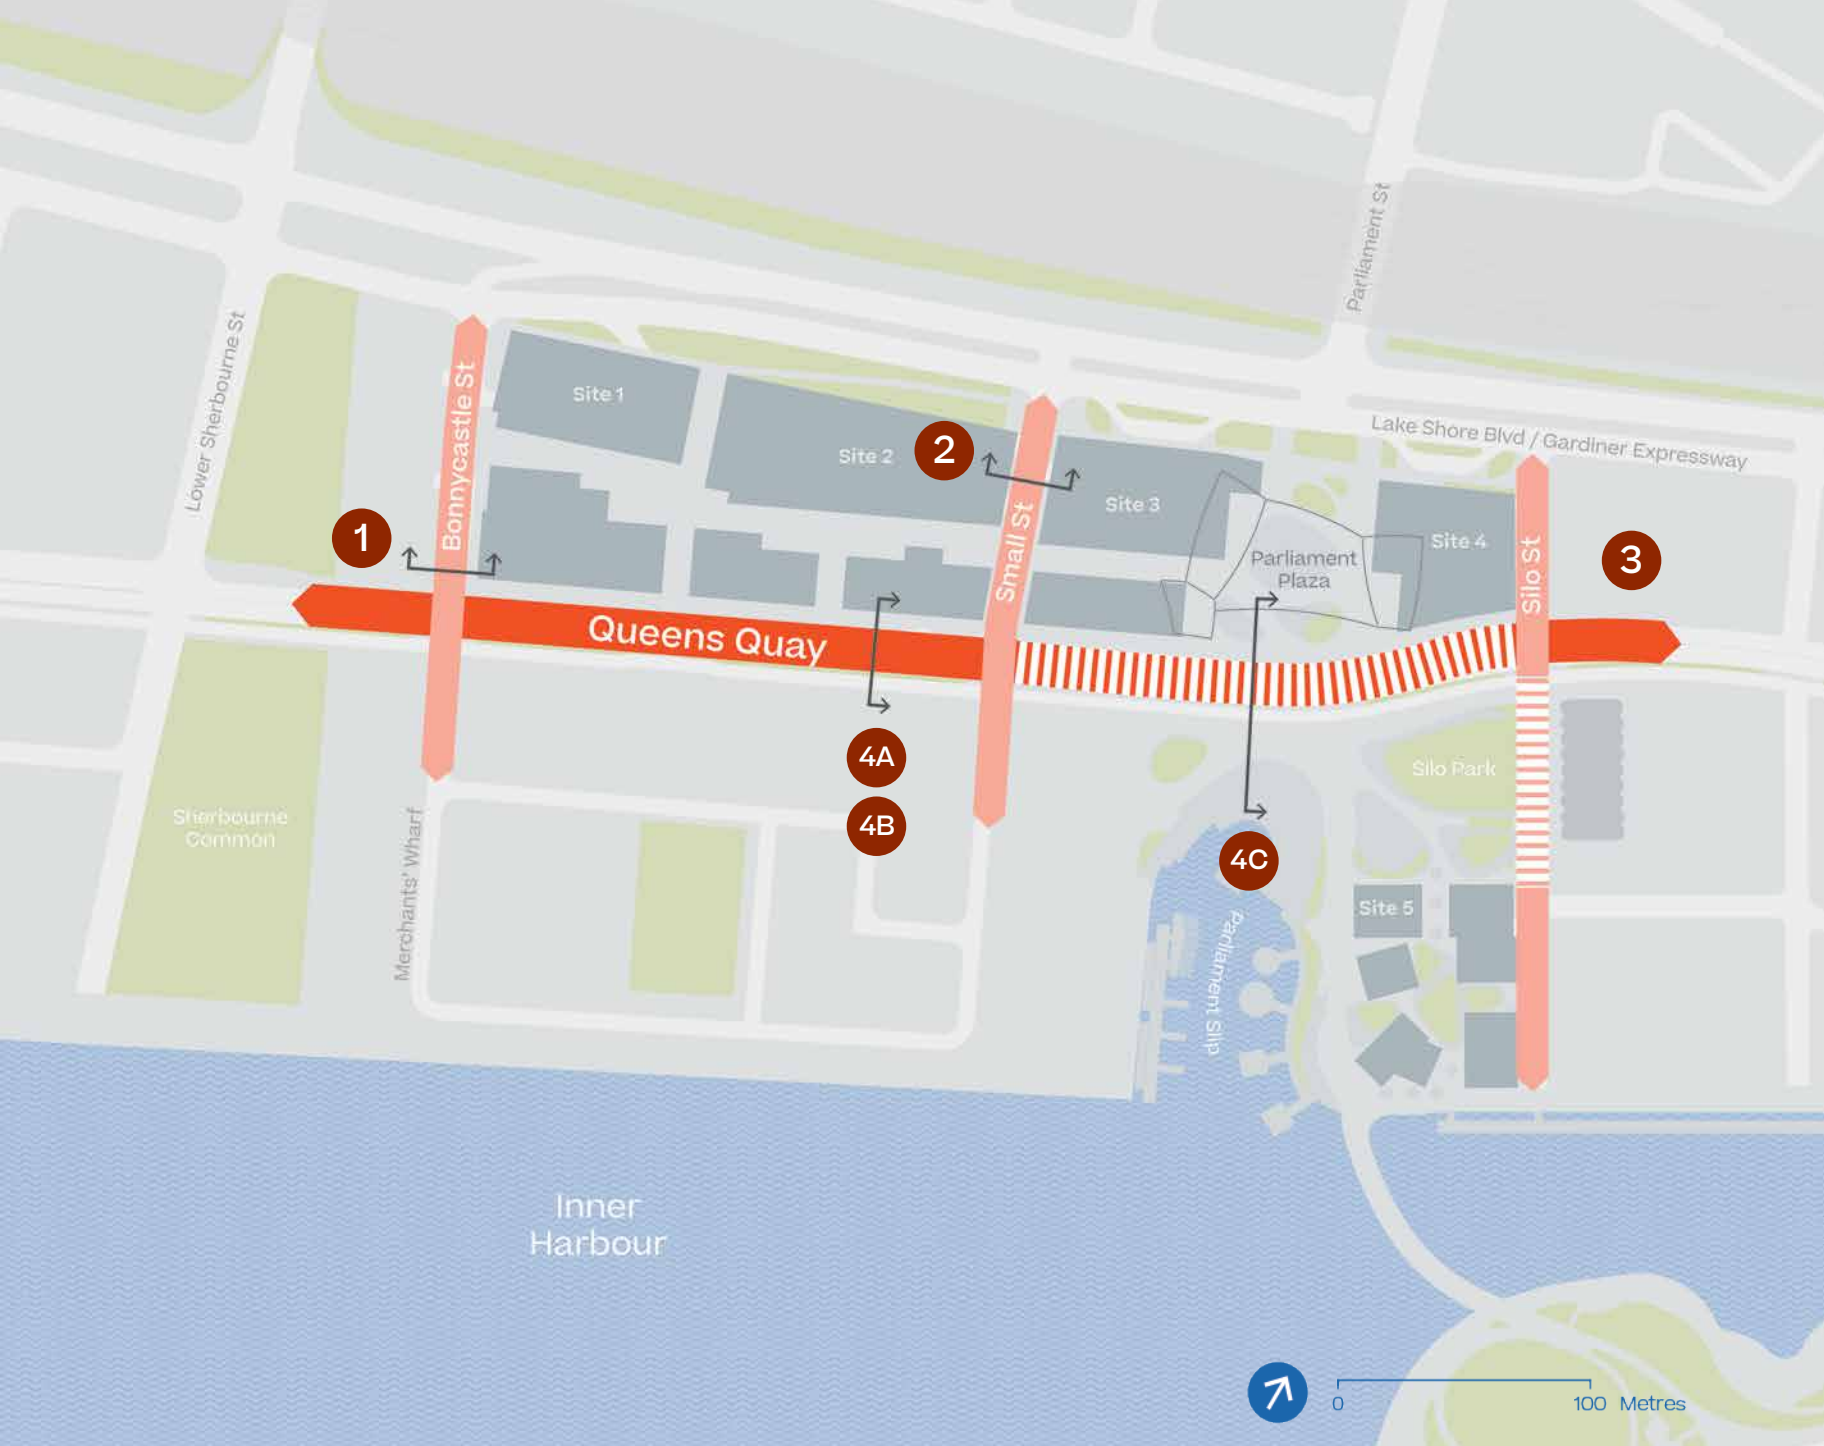 Parliament St
Lower Sherbourne St
Bonnycastle St
Site 1
Site 2
2
Small St
Site 3
Lake Shore Blvd / Gardiner Expressway
Site 4
Silo St
1
3
Parliament
Plaza
Queens Quay
4A
4B
4C
Silo Park
Sherbourne
Common
Merchants' Wharf
Site 5
Parliament Slip
Inner
Harbour
0
100 Metres